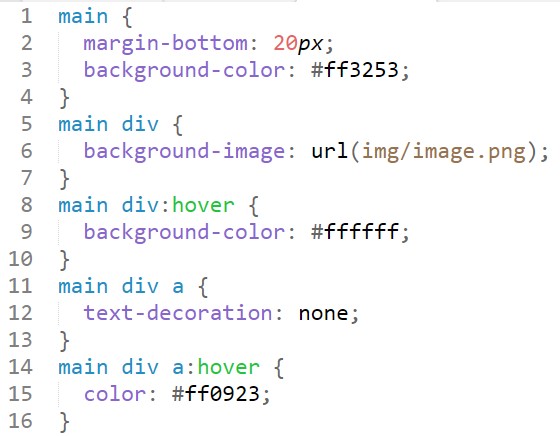 1 main {
2 margin-bottom: 20px;
3 background-color: #ff3253;
4 }
5 main div {
6 background-image: url(img/image.png);
7 }
8 main div:hover {
9 background-color: #ffffff;
10 }
11 main div a {
12 text-decoration: none;
13 }
14 main div a:hover {
15 color: #ff0923;
16 }